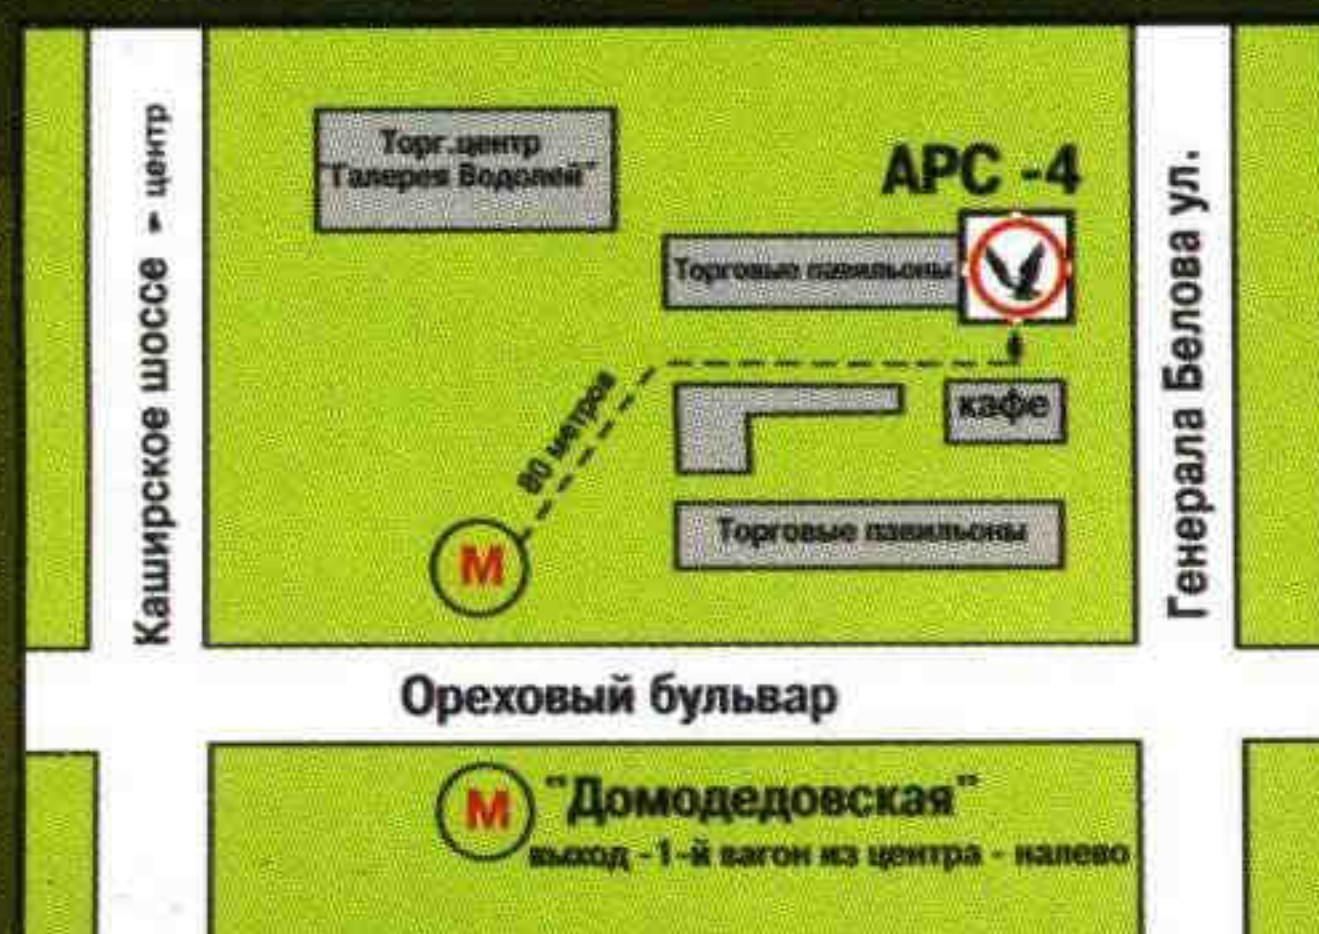 Каширское шоссе - центр
Торг.центр
"Галерея Водолей"
АРС -4
Торговые павильоны
80 метров
кафе
Торговые павильоны
М
Генерала Белова ул.
Ореховый бульвар
М "Домодедовская"
выход - 1-й вагон из центра - налево